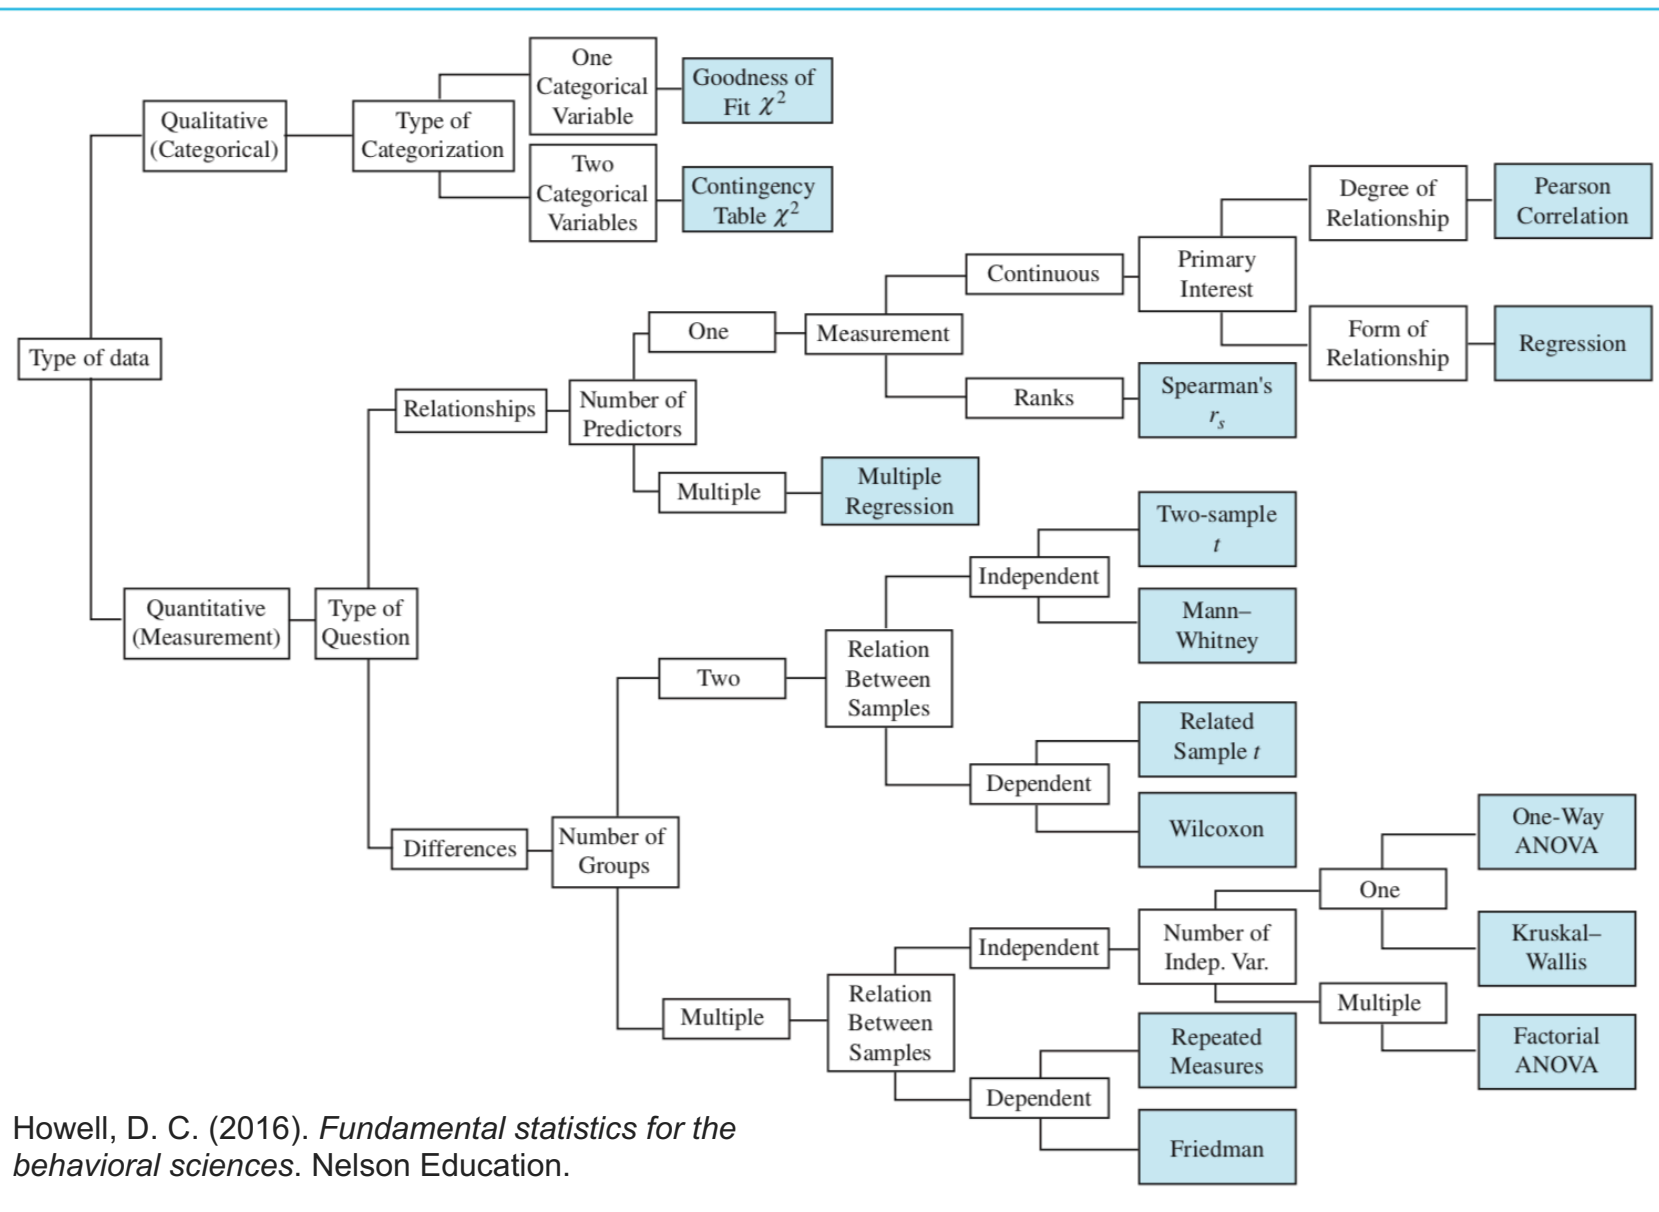 One
Categorical
Variable
Goodness of
Fit χ²
Qualitative
(Categorical)
Type of
Categorization
Two
Categorical
Variables
Contingency
Table χ²
Degree of
Relationship
Pearson
Correlation
Continuous
Primary
Interest
One
Measurement
Form of
Relationship
Regression
Type of data
Relationships
Number of
Predictors
Ranks
Spearman's
rₛ
Multiple
Multiple
Regression
Two-sample
t
Independent
Quantitative
(Measurement)
Type of
Question
Mann–
Whitney
Two
Relation
Between
Samples
Related
Sample t
Dependent
Wilcoxon
Differences
Number of
Groups
One-Way
ANOVA
One
Independent
Number of
Indep. Var.
Kruskal–
Wallis
Multiple
Relation
Between
Samples
Multiple
Repeated
Measures
Factorial
ANOVA
Dependent
Friedman
Howell, D. C. (2016). Fundamental statistics for the
behavioral sciences. Nelson Education.